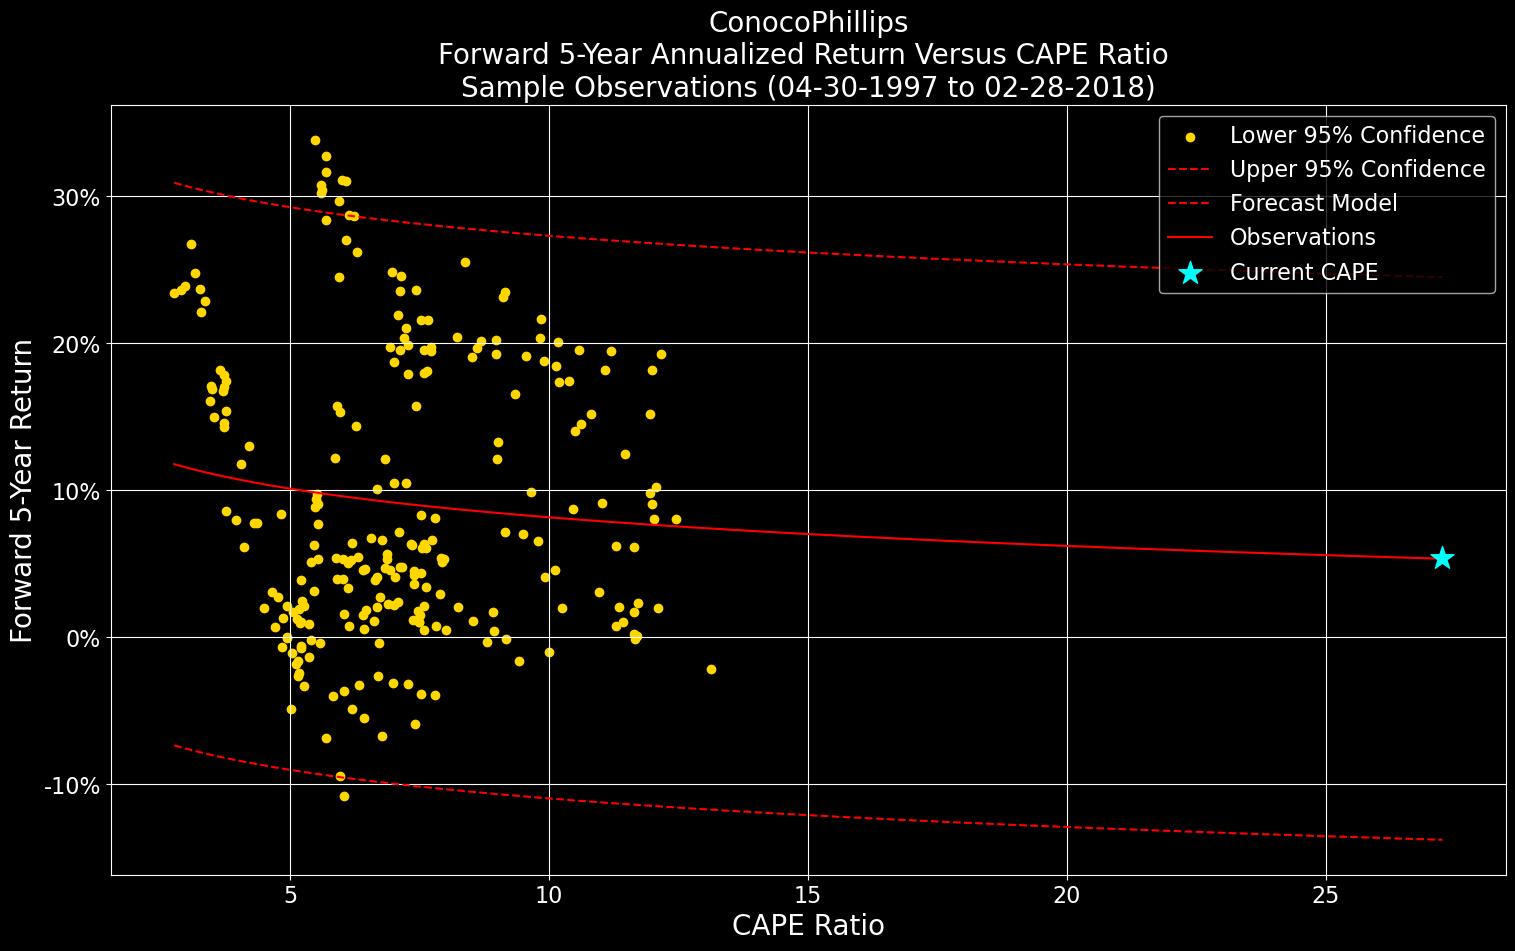 ConocoPhillips
Forward 5-Year Annualized Return Versus CAPE Ratio
Sample Observations (04-30-1997 to 02-28-2018)
Lower 95% Confidence
Upper 95% Confidence
Forecast Model
Observations
Current CAPE
30%
20%
10%
0%
-10%
Forward 5-Year Return
5
10
15
20
25
CAPE Ratio